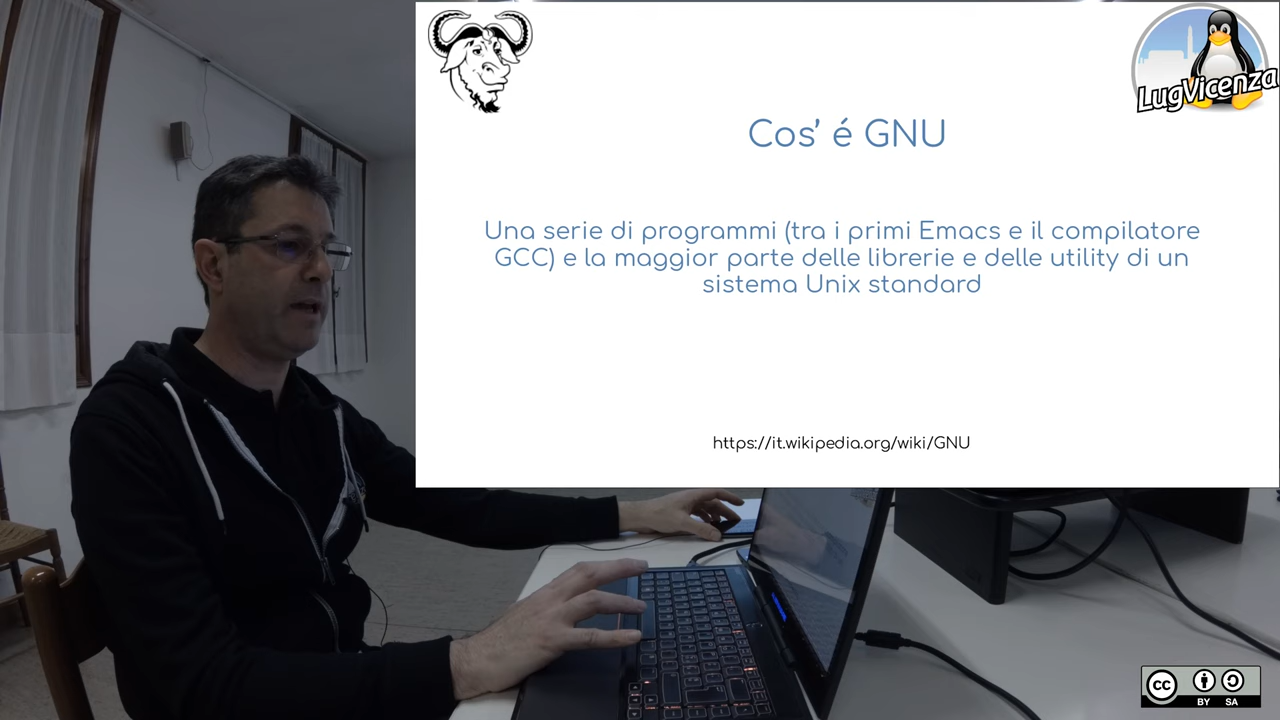 LugVicenza
Cos' é GNU
Una serie di programmi (tra i primi Emacs e il compilatore
GCC) e la maggior parte delle librerie e delle utility di un
sistema Unix standard
https://it.wikipedia.org/wiki/GNU
cc
BY SA